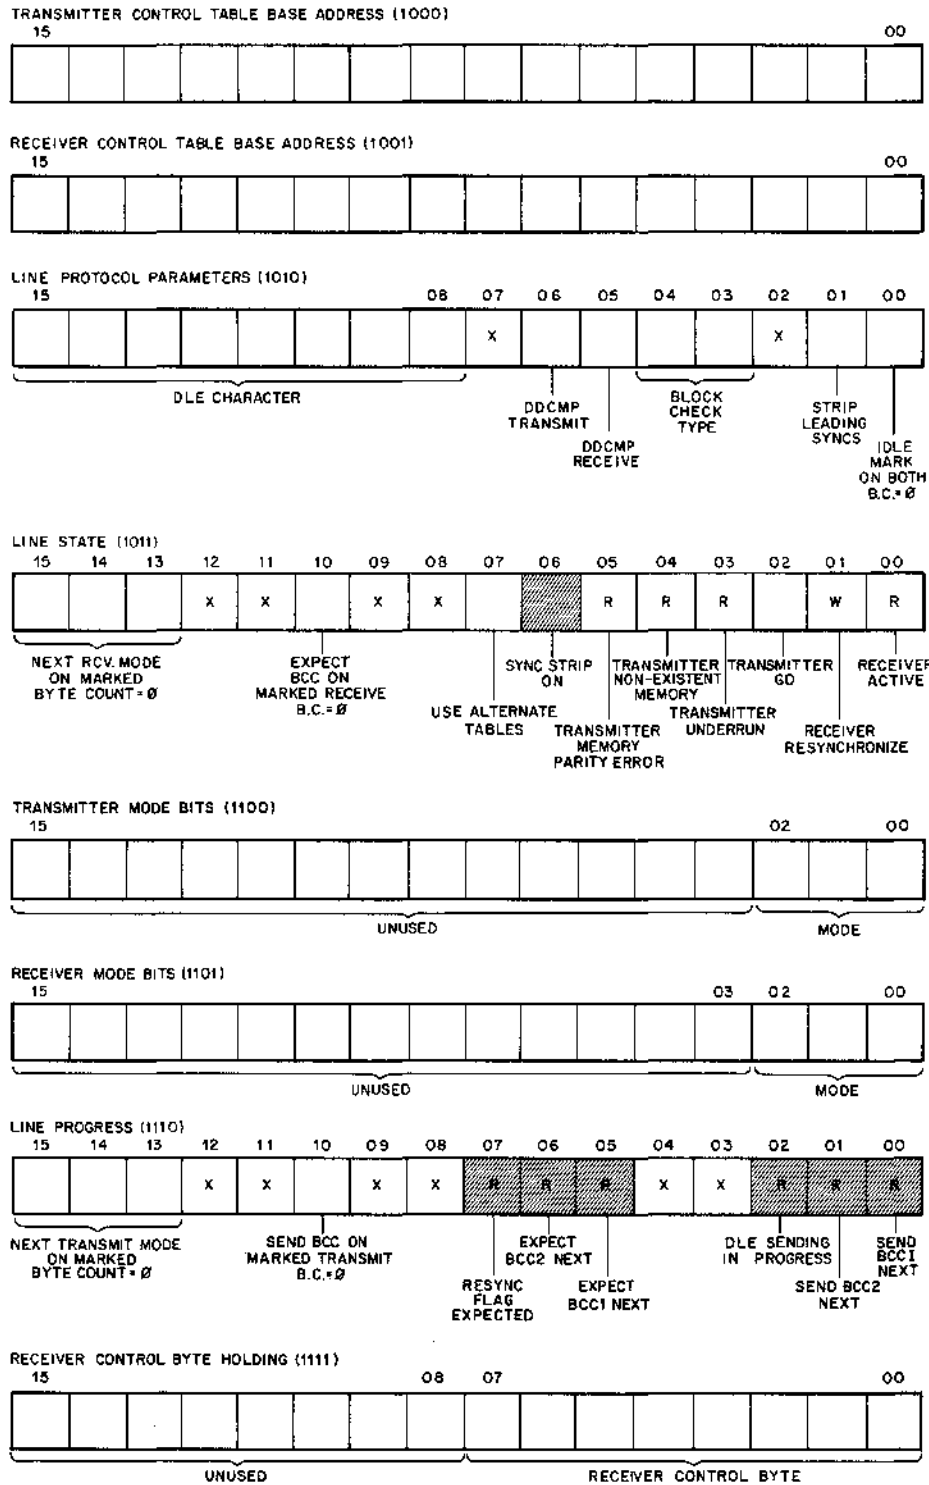 TRANSMITTER CONTROL TABLE BASE ADDRESS (1000)
15 00
RECEIVER CONTROL TABLE BASE ADDRESS (1001)
15 00
LINE PROTOCOL PARAMETERS (1010)
15 08 07 06 05 04 03 02 01 00
X X
DLE CHARACTER
DDCMP
TRANSMIT
DDCMP
RECEIVE
BLOCK
CHECK
TYPE
STRIP
LEADING
SYNCS
IDLE
MARK
ON BOTH
B.C.=Ø
LINE STATE (1011)
15 14 13 12 11 10 09 08 07 06 05 04 03 02 01 00
X X X X R R R W R
NEXT RCV. MODE
ON MARKED
BYTE COUNT=Ø
EXPECT
BCC ON
MARKED RECEIVE
B.C.=Ø
USE ALTERNATE
TABLES
SYNC STRIP
ON
TRANSMITTER
MEMORY
PARITY ERROR
TRANSMITTER
NON-EXISTENT
MEMORY
TRANSMITTER
UNDERRUN
TRANSMITTER
GO
RECEIVER
RESYNCHRONIZE
RECEIVER
ACTIVE
TRANSMITTER MODE BITS (1100)
15 02 00
UNUSED MODE
RECEIVER MODE BITS (1101)
15 03 02 00
UNUSED MODE
LINE PROGRESS (1110)
15 14 13 12 11 10 09 08 07 06 05 04 03 02 01 00
X X X X R R R X X R R R
NEXT TRANSMIT MODE
ON MARKED
BYTE COUNT=Ø
SEND BCC ON
MARKED TRANSMIT
B.C.=Ø
RESYNC
FLAG
EXPECTED
EXPECT
BCC2 NEXT
EXPECT
BCC1 NEXT
DLE SENDING
IN PROGRESS
SEND BCC2
NEXT
SEND
BCC1
NEXT
RECEIVER CONTROL BYTE HOLDING (1111)
15 08 07 00
UNUSED RECEIVER CONTROL BYTE